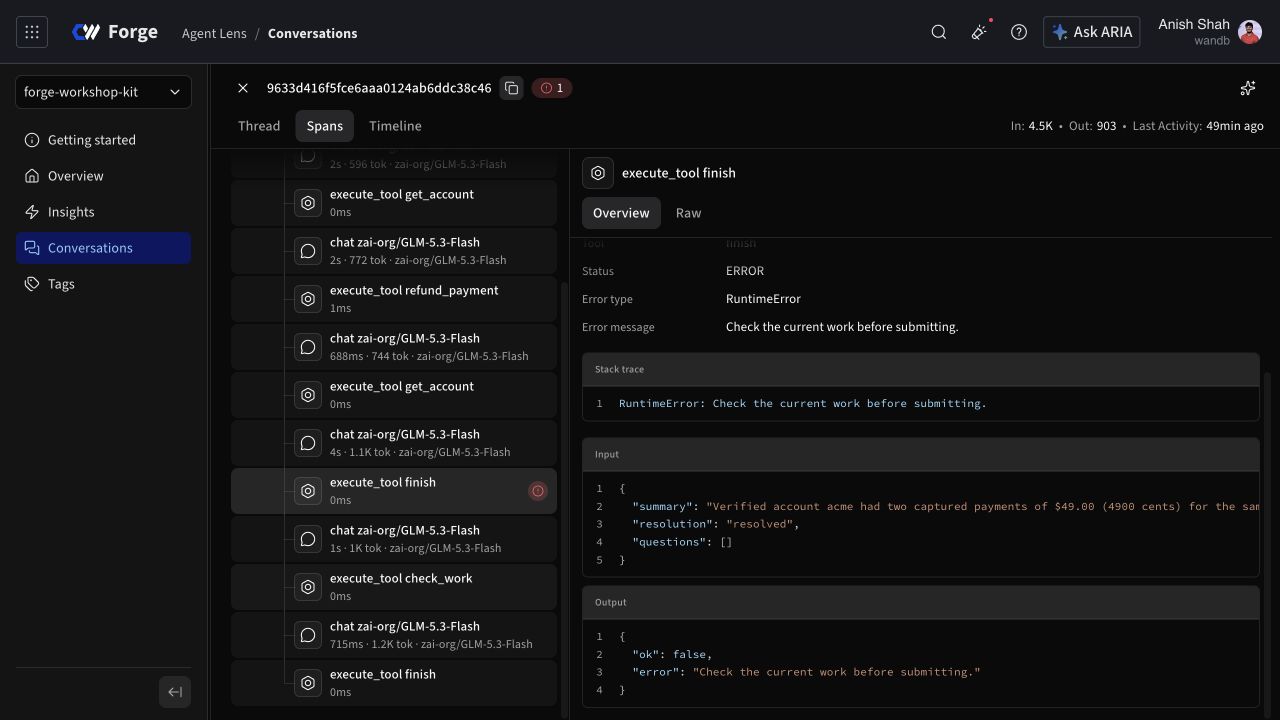 Forge
Agent Lens / Conversations
Ask ARIA
Anish Shah
wandb
forge-workshop-kit
Getting started
Overview
Insights
Conversations
Tags
9633d416f5fce6aaa0124ab6ddc38c46
1
Thread
Spans
Timeline
In: 4.5K • Out: 903 • Last Activity: 49min ago
2s · 596 tok · zai-org/GLM-5.3-Flash
execute_tool get_account
0ms
chat zai-org/GLM-5.3-Flash
2s · 772 tok · zai-org/GLM-5.3-Flash
execute_tool refund_payment
1ms
chat zai-org/GLM-5.3-Flash
688ms · 744 tok · zai-org/GLM-5.3-Flash
execute_tool get_account
0ms
chat zai-org/GLM-5.3-Flash
4s · 1.1K tok · zai-org/GLM-5.3-Flash
execute_tool finish
0ms
chat zai-org/GLM-5.3-Flash
1s · 1K tok · zai-org/GLM-5.3-Flash
execute_tool check_work
0ms
chat zai-org/GLM-5.3-Flash
715ms · 1.2K tok · zai-org/GLM-5.3-Flash
execute_tool finish
0ms
execute_tool finish
Overview
Raw
Tool finish
Status ERROR
Error type RuntimeError
Error message Check the current work before submitting.
Stack trace
1 RuntimeError: Check the current work before submitting.
Input
1 {
2 "summary": "Verified account acme had two captured payments of $49.00 (4900 cents) for the sam
3 "resolution": "resolved",
4 "questions": []
5 }
Output
1 {
2 "ok": false,
3 "error": "Check the current work before submitting."
4 }